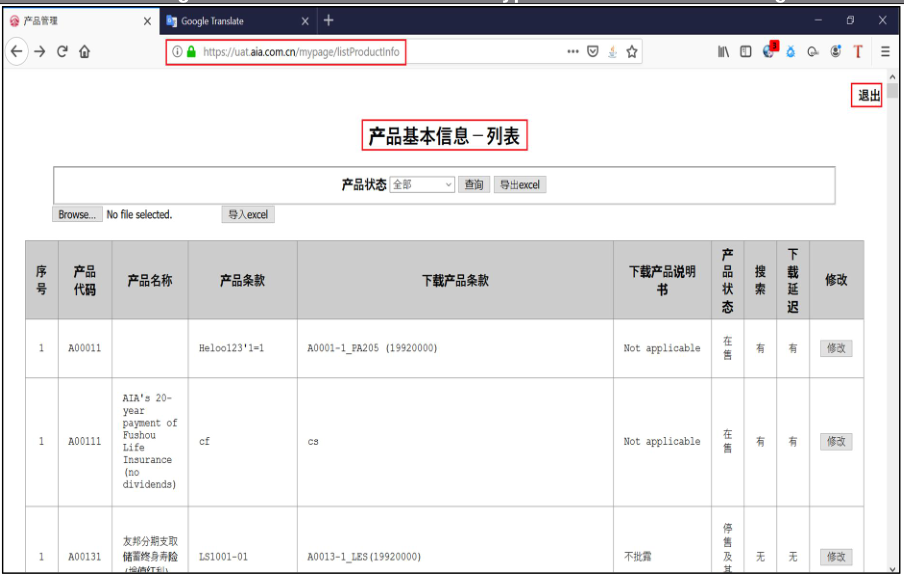 产品管理
Google Translate
https://uat.aia.com.cn/mypage/listProductInfo
退出
产品基本信息－列表
产品状态 全部 查询 导出excel
Browse... No file selected. 导入excel
序号 产品代码 产品名称 产品条款 下载产品条款 下载产品说明书 产品状态 搜索 下载延迟 修改
1 A00011 Heloo123'1=1 A0001-1_PA205 (19920000) Not applicable 在售 有 有 修改
1 A00111 AIA's 20-year payment of Fushou Life Insurance (no dividends) cf cs Not applicable 在售 有 有 修改
1 A00131 友邦分期支取储蓄终身寿险 LS1001-01 A0013-1_LES(19920000) 不批露 停售及其 无 无 修改